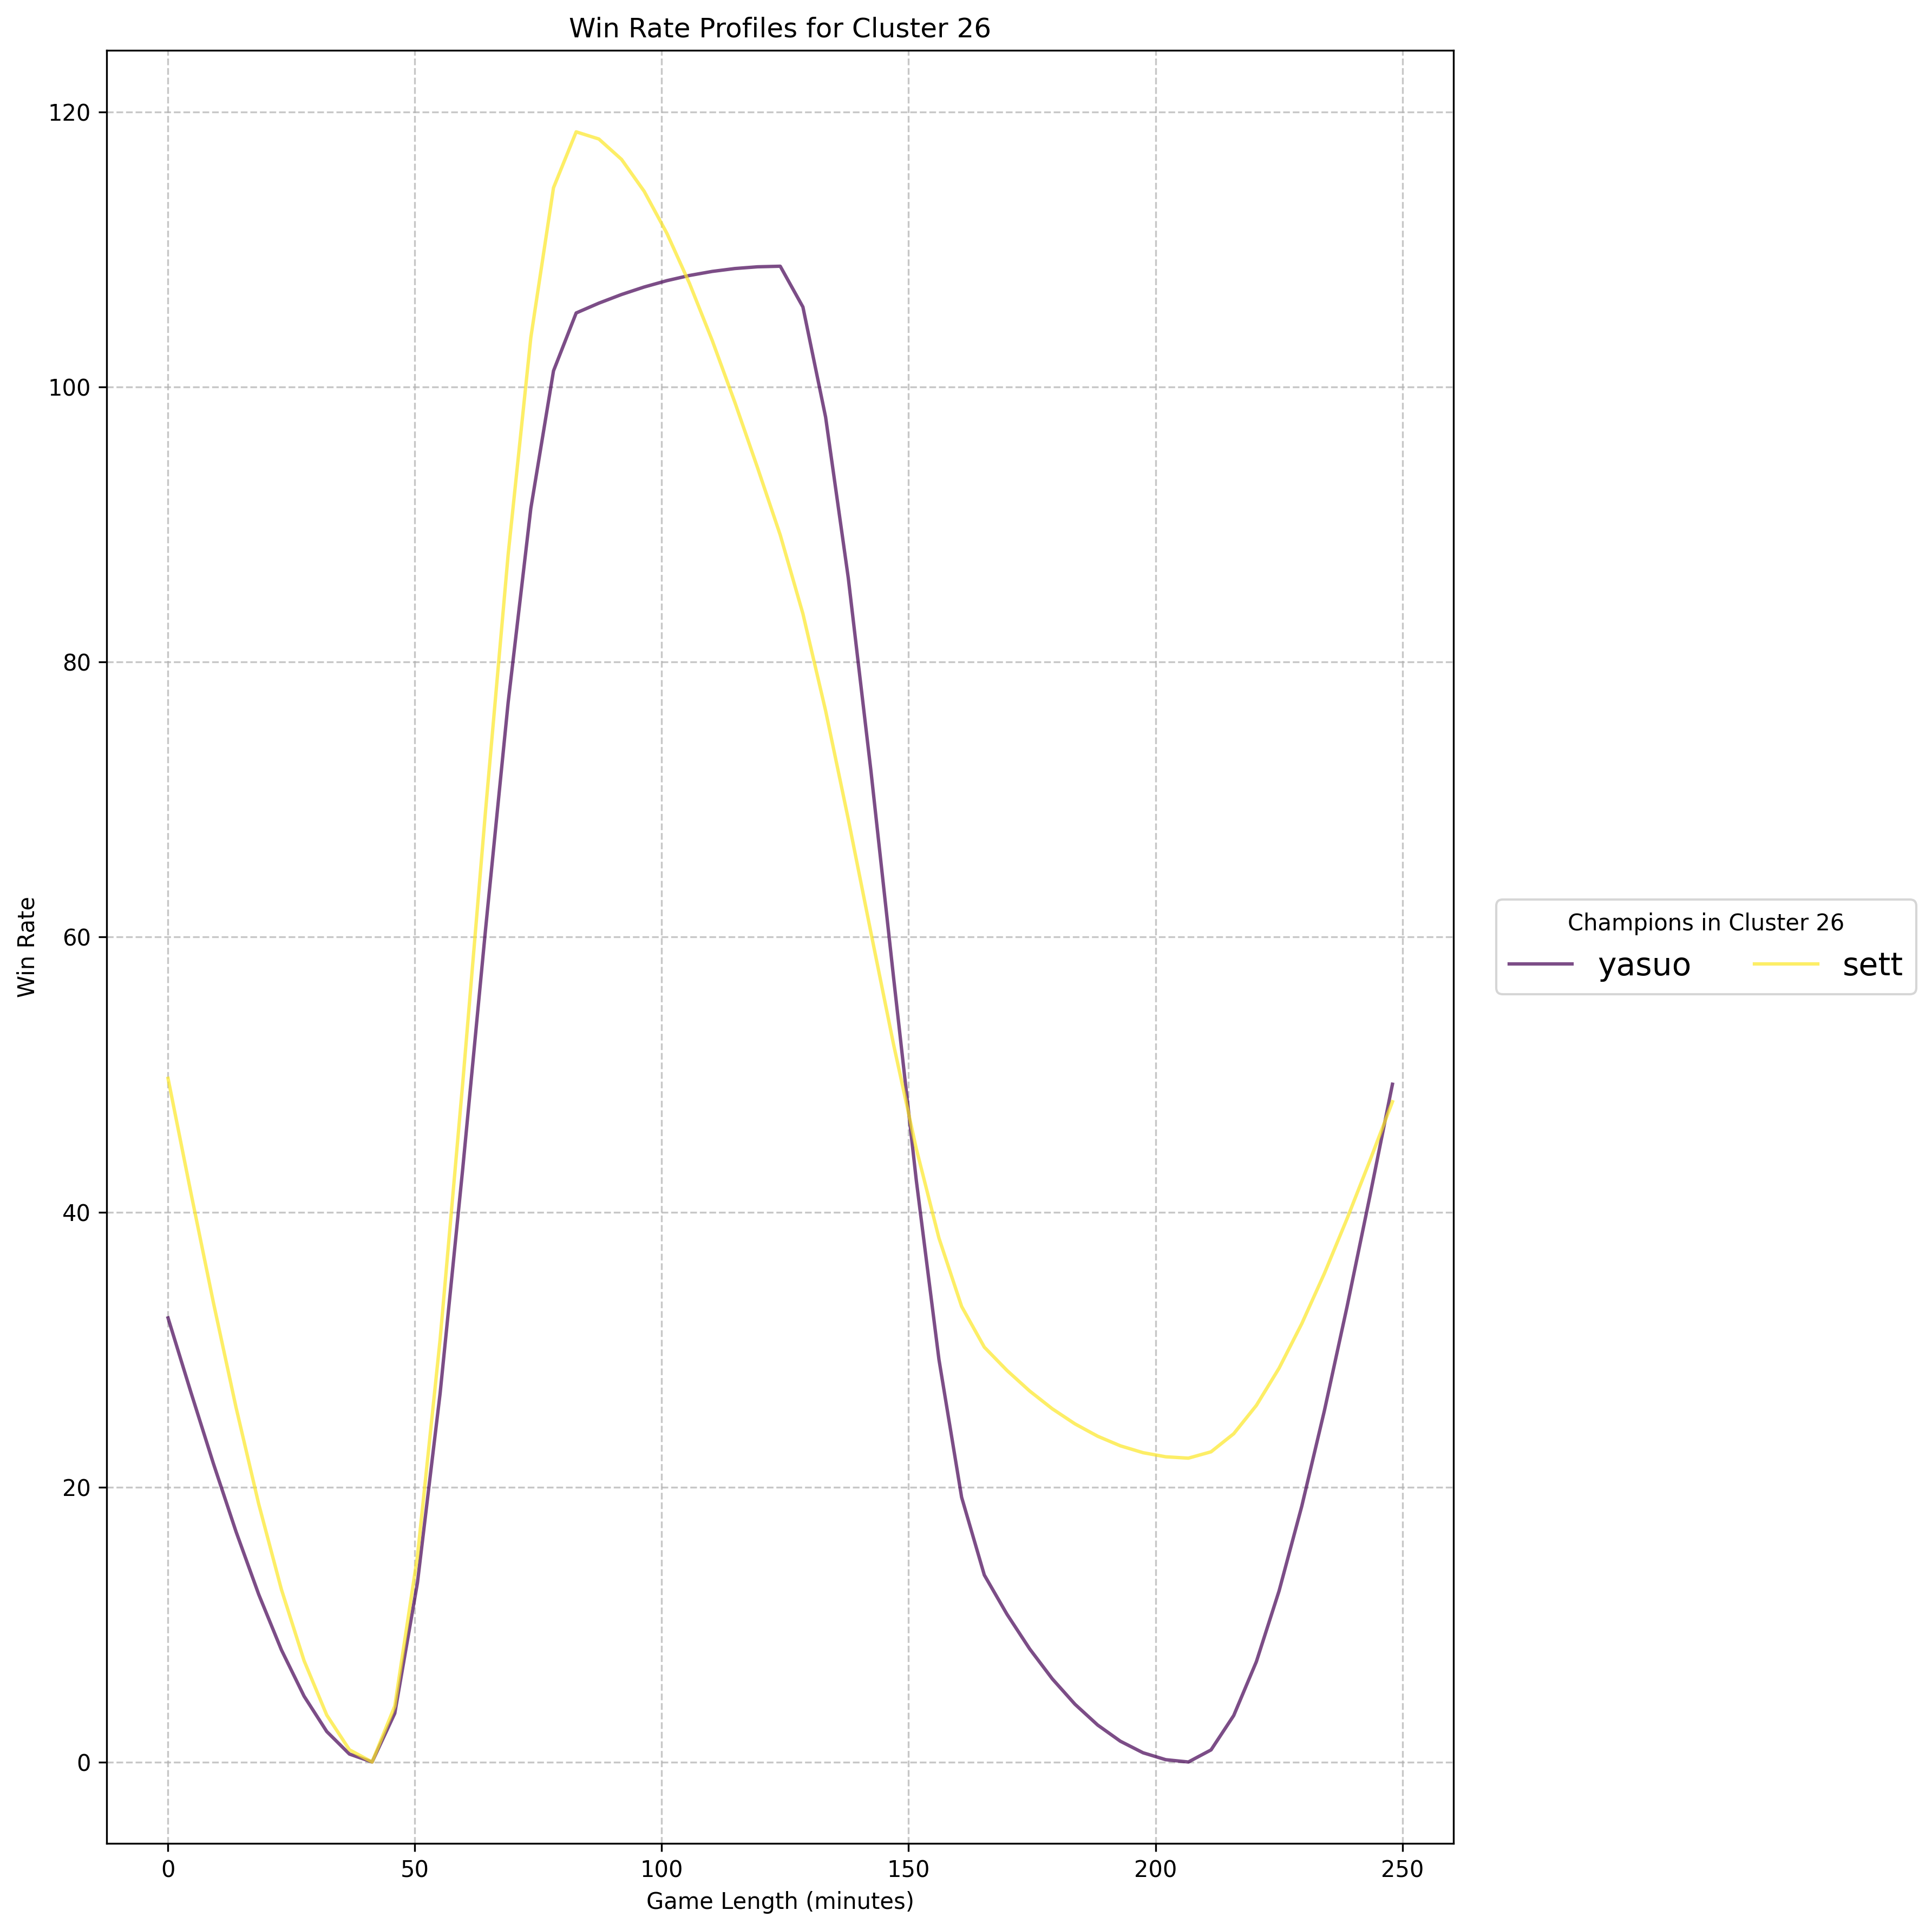 Win Rate Profiles for Cluster 26
120
100
80
60
40
20
0
Win Rate
0 50 100 150 200 250
Game Length (minutes)
Champions in Cluster 26
yasuo sett